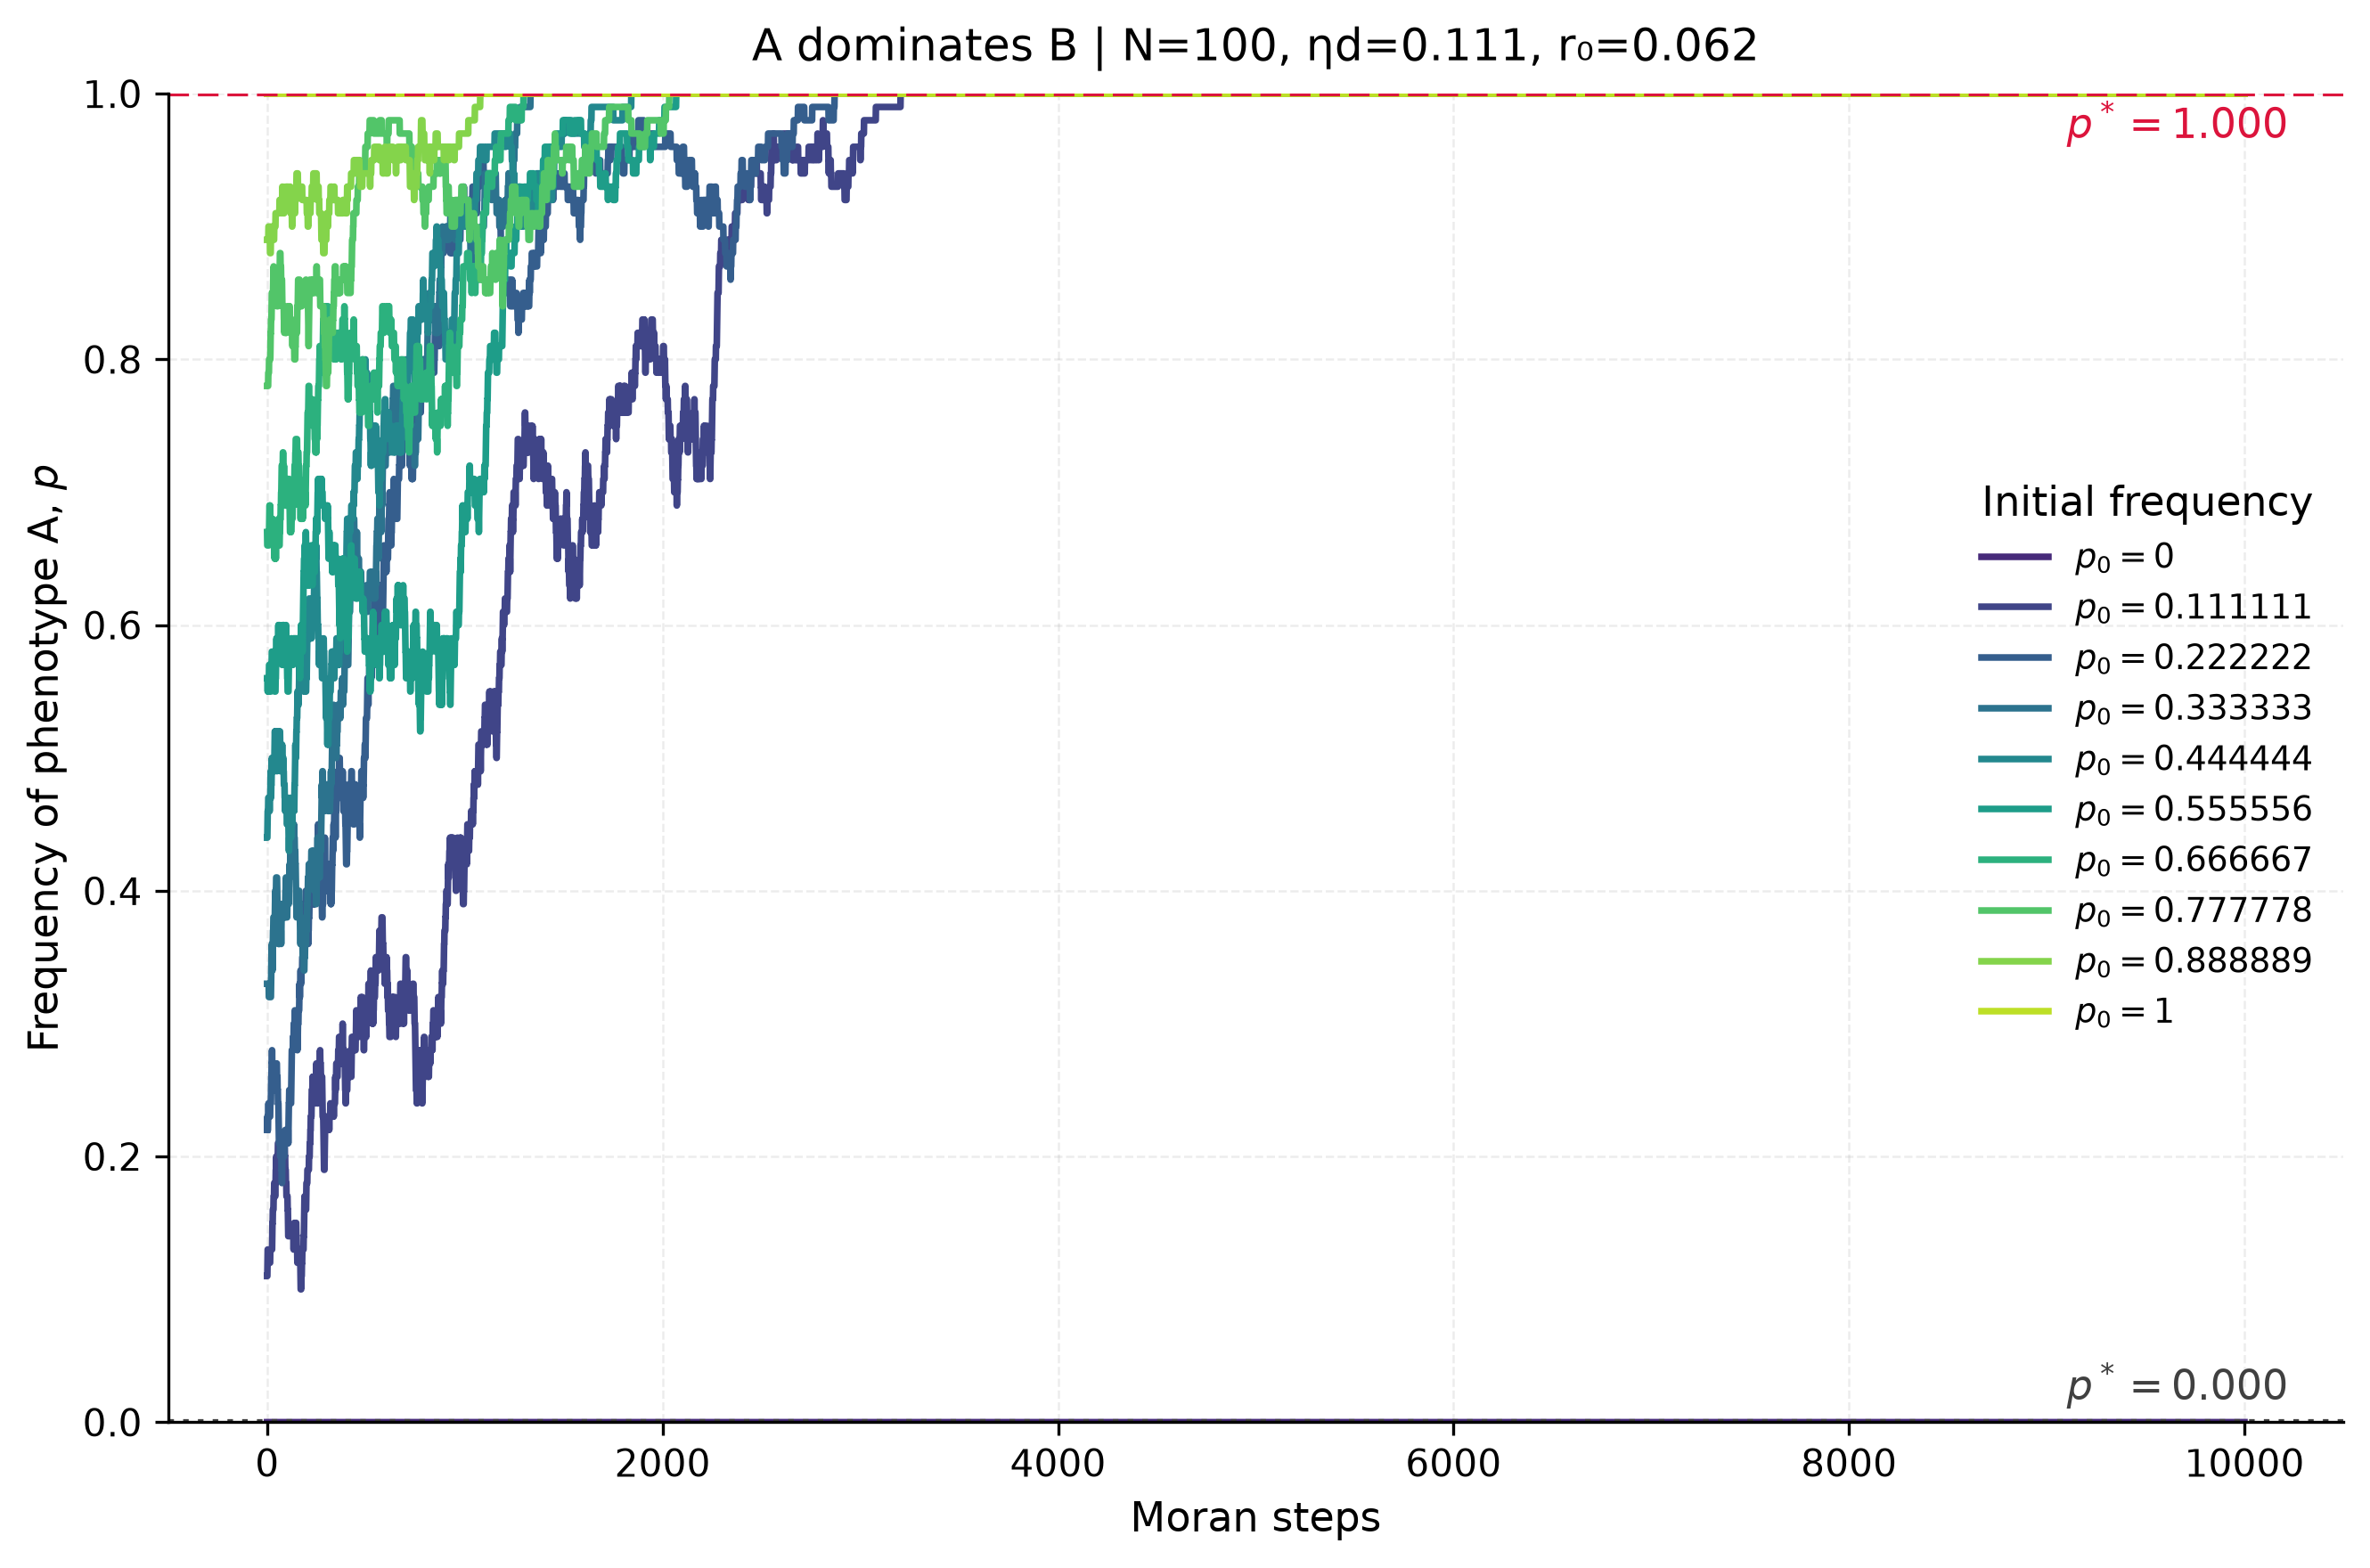 A dominates B | N=100, ηd=0.111, r₀=0.062
1.0
0.8
0.6
0.4
0.2
0.0
Frequency of phenotype A, p
p* = 1.000
Initial frequency
p₀ = 0
p₀ = 0.111111
p₀ = 0.222222
p₀ = 0.333333
p₀ = 0.444444
p₀ = 0.555556
p₀ = 0.666667
p₀ = 0.777778
p₀ = 0.888889
p₀ = 1
p* = 0.000
0 2000 4000 6000 8000 10000
Moran steps